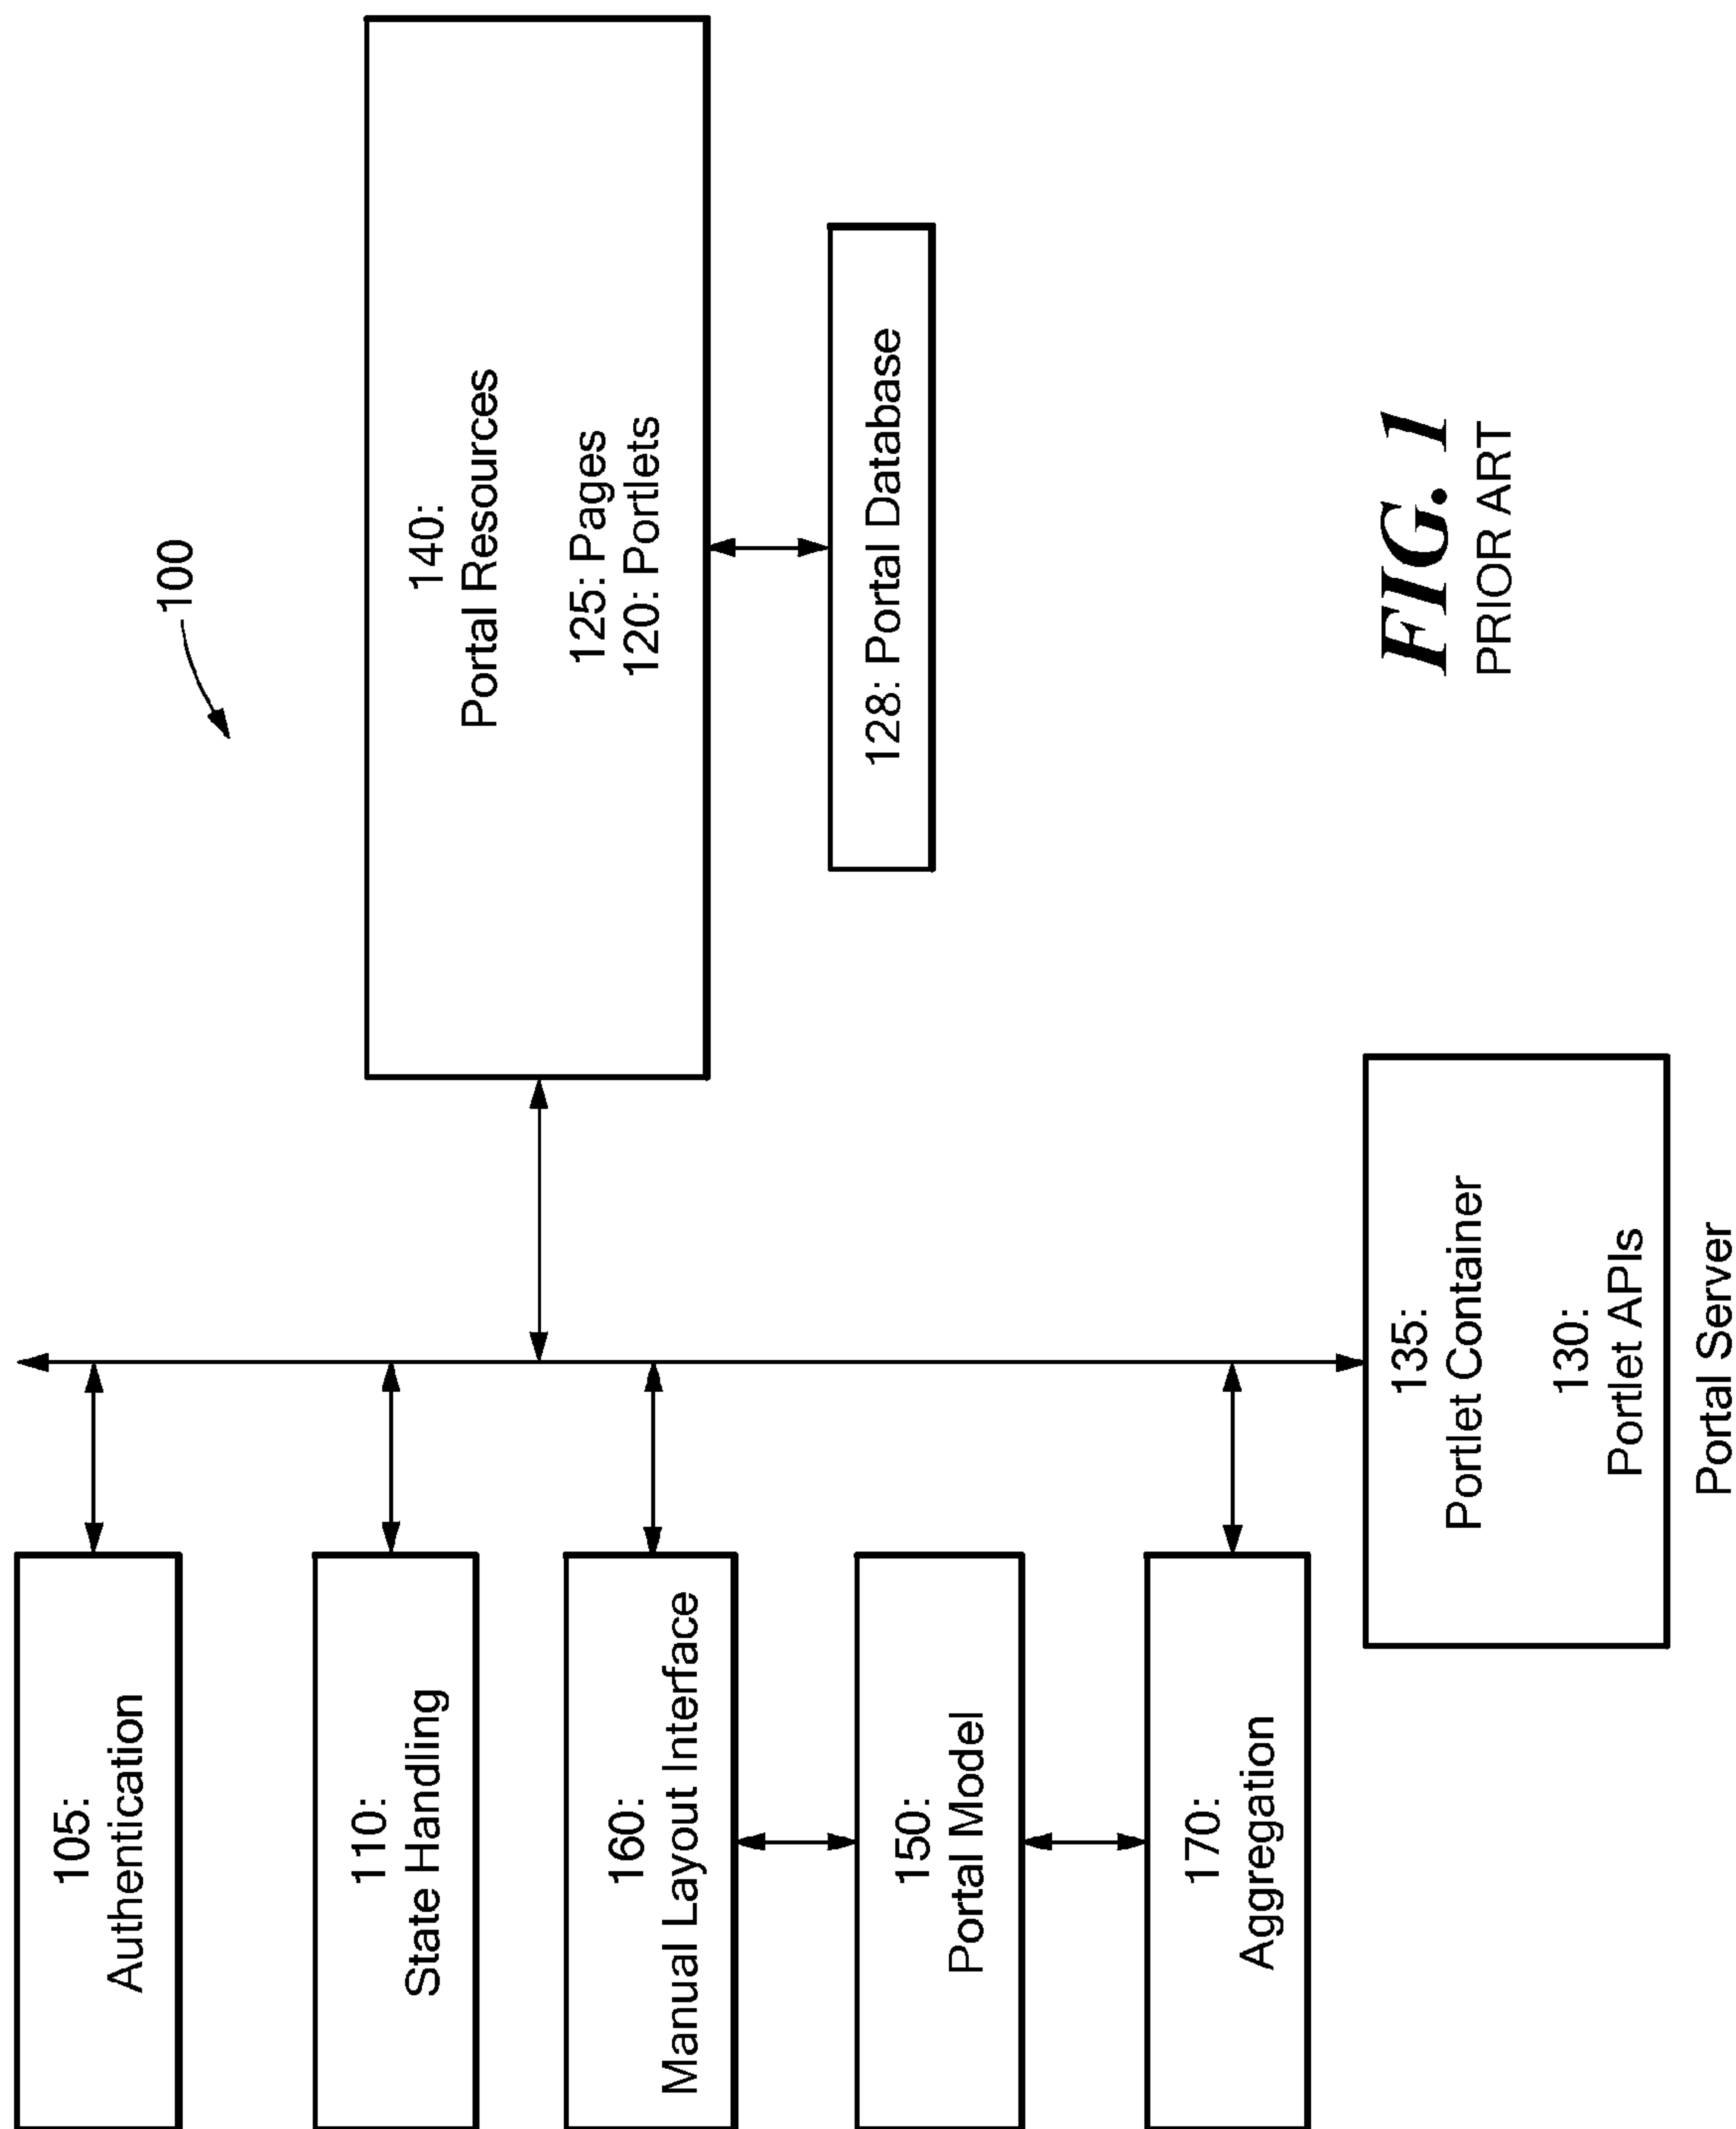 100
105:
Authentication
110:
State Handling
160:
Manual Layout Interface
150:
Portal Model
170:
Aggregation
140:
Portal Resources
125: Pages
120: Portlets
128: Portal Database
135:
Portlet Container
130:
Portlet APIs
Portal Server
FIG. 1
PRIOR ART